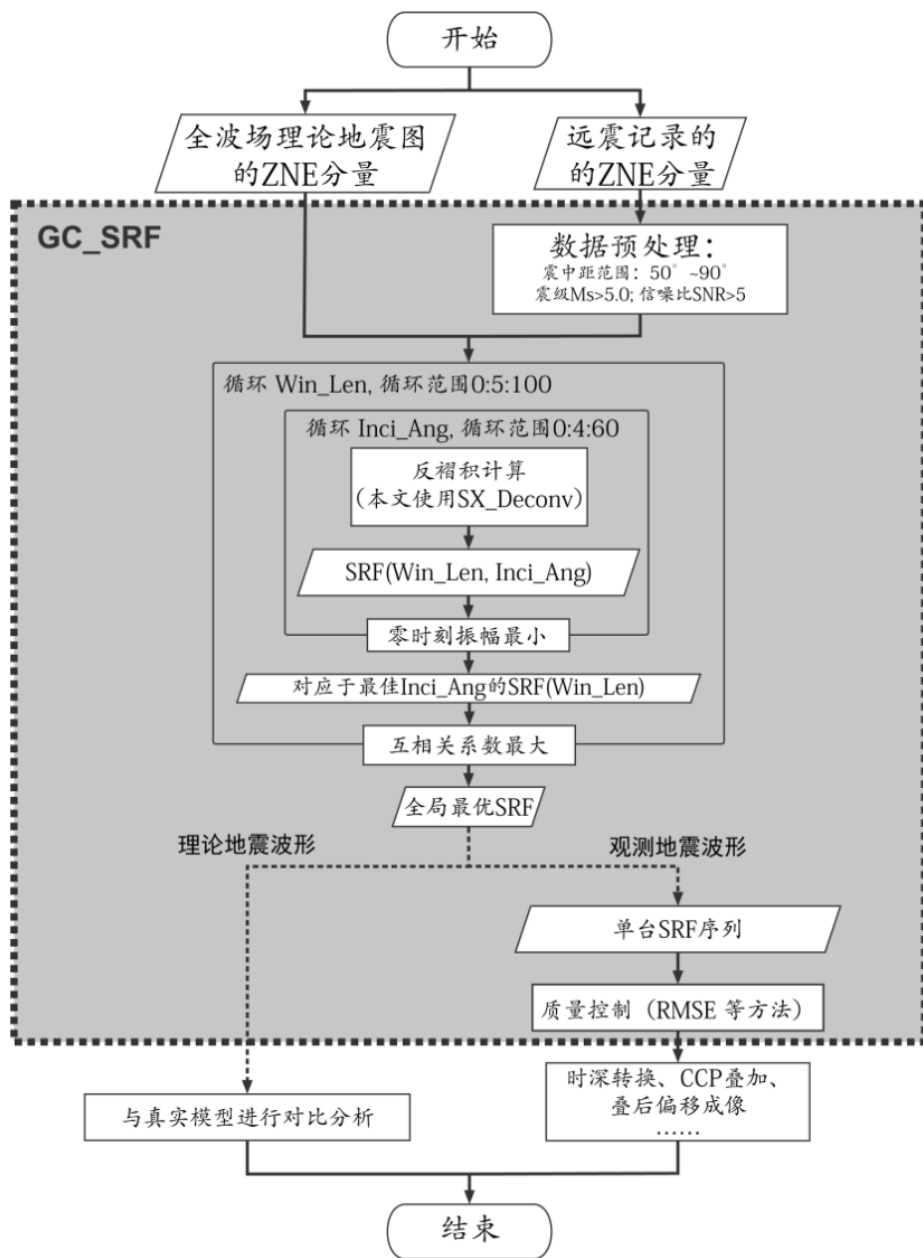 开始
全波场理论地震图
的ZNE分量
远震记录的
的ZNE分量
GC_SRF
数据预处理:
震中距范围: 50° ~90°
震级Ms>5.0; 信噪比SNR>5
循环 Win_Len, 循环范围0:5:100
循环 Inci_Ang, 循环范围0:4:60
反褶积计算
(本文使用SX_Deconv)
SRF(Win_Len, Inci_Ang)
零时刻振幅最小
对应于最佳Inci_Ang的SRF(Win_Len)
互相关系数最大
全局最优SRF
理论地震波形
观测地震波形
单台SRF序列
质量控制（RMSE 等方法）
时深转换、CCP叠加、
叠后偏移成像
……
与真实模型进行对比分析
结束